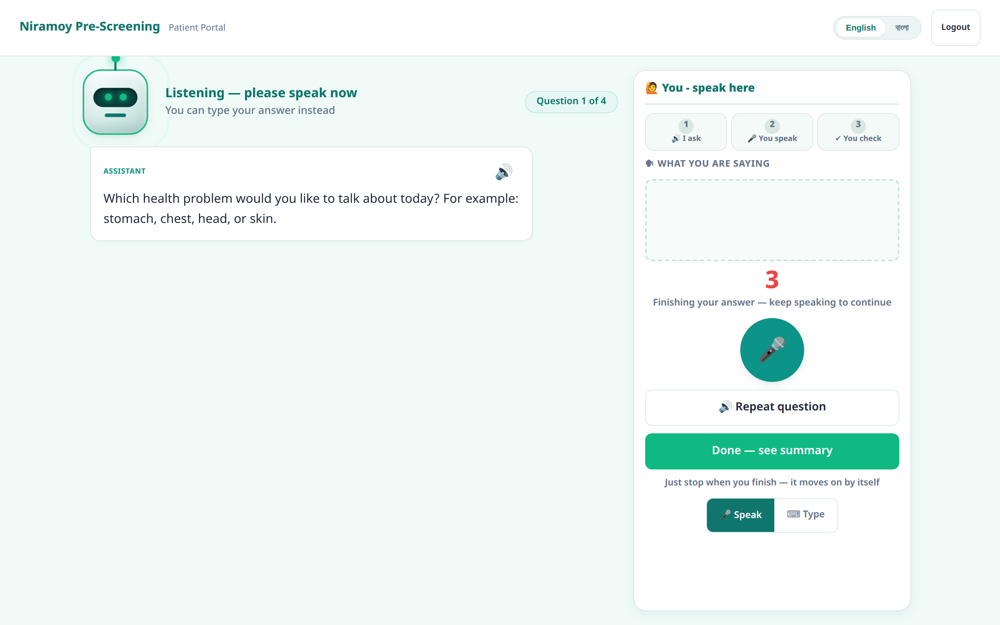 Niramoy Pre-Screening Patient Portal
English বাংলা Logout
Listening — please speak now
You can type your answer instead
Question 1 of 4
ASSISTANT
Which health problem would you like to talk about today? For example:
stomach, chest, head, or skin.
You - speak here
1 2 3
I ask You speak ✔ You check
WHAT YOU ARE SAYING
3
Finishing your answer — keep speaking to continue
Repeat question
Done — see summary
Just stop when you finish — it moves on by itself
Speak Type